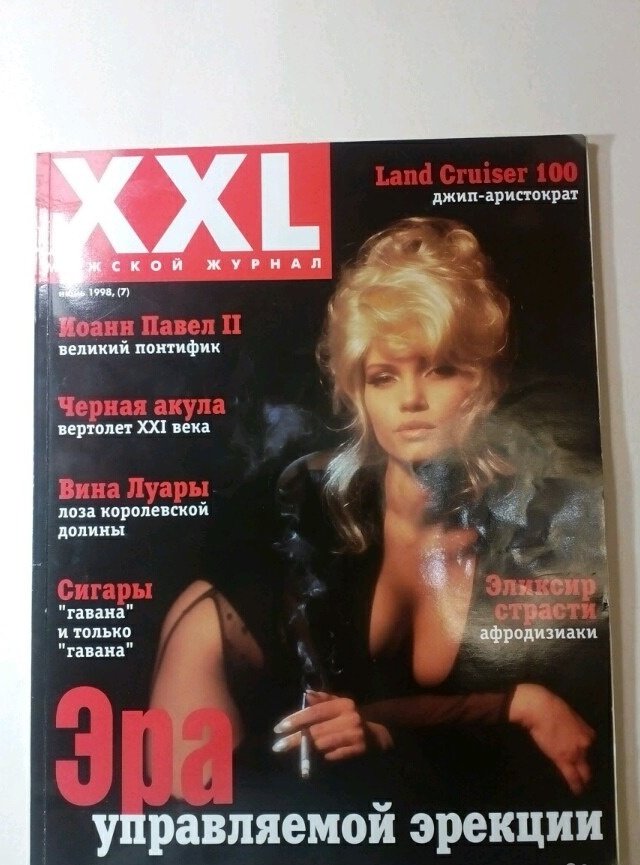 XXL
МУЖСКОЙ ЖУРНАЛ
1998, (7)
Land Cruiser 100
джип-аристократ
Иоанн Павел II
великий понтифик
Черная акула
вертолет XXI века
Вина Луары
лоза королевской
долины
Сигары
"гавана"
и только
"гавана"
Эликсир
страсти
афродизиаки
Эра
управляемой эрекции